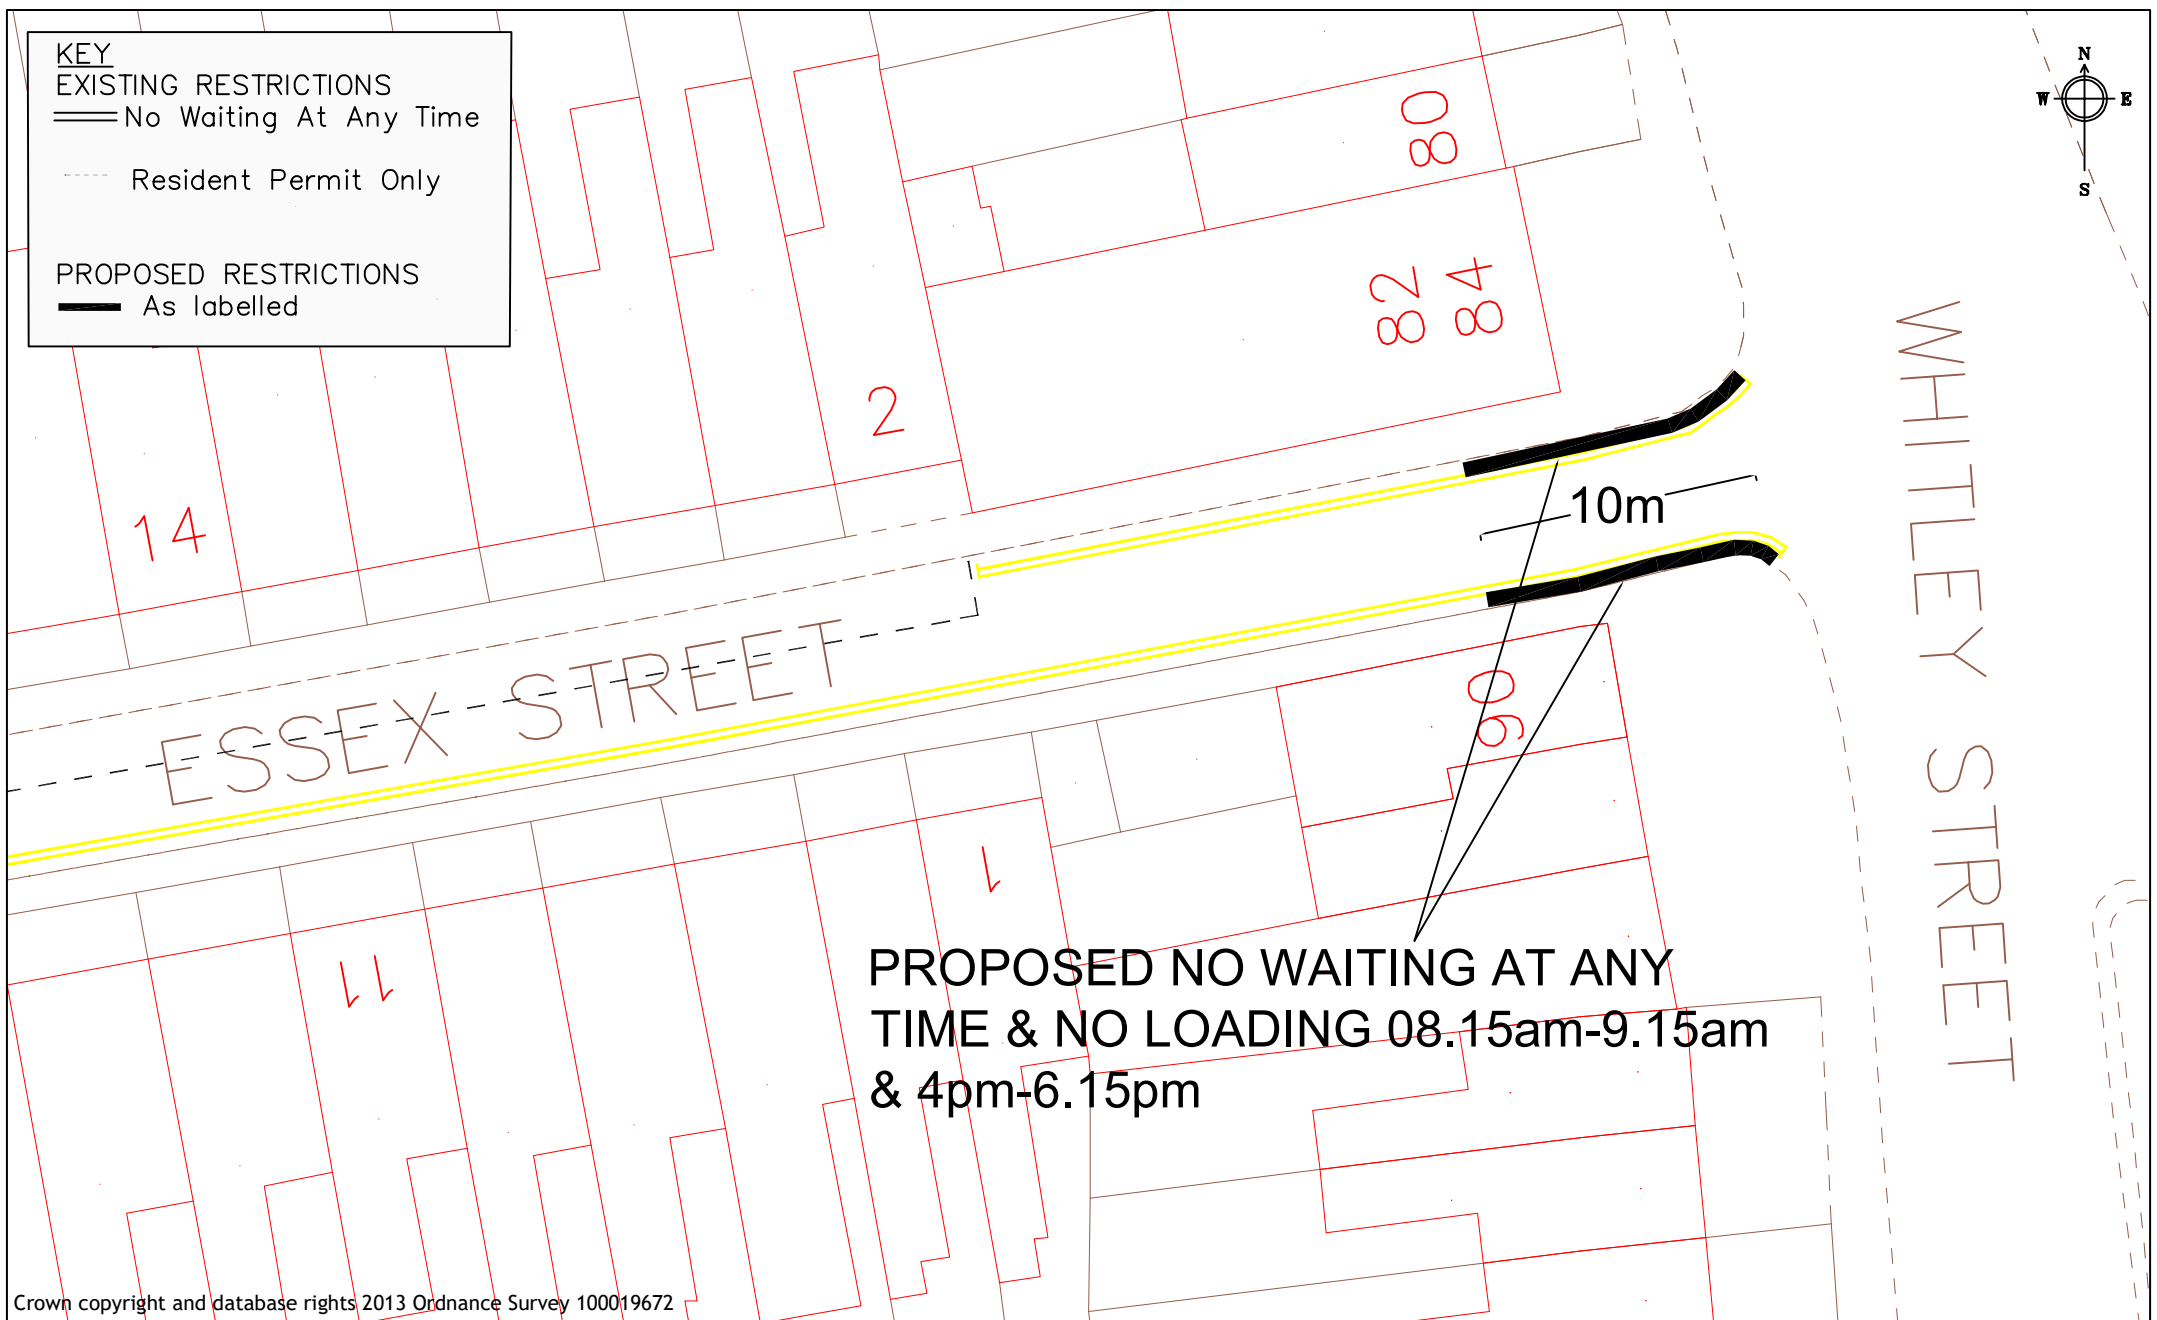 KEY
EXISTING RESTRICTIONS
No Waiting At Any Time
Resident Permit Only
PROPOSED RESTRICTIONS
As labelled
N
W E
S
80
82
84
2
14
10m
WHITLEY STREET
ESSEX STREET
90
1
11
PROPOSED NO WAITING AT ANY
TIME & NO LOADING 08.15am-9.15am
& 4pm-6.15pm
Crown copyright and database rights 2013 Ordnance Survey 100019672